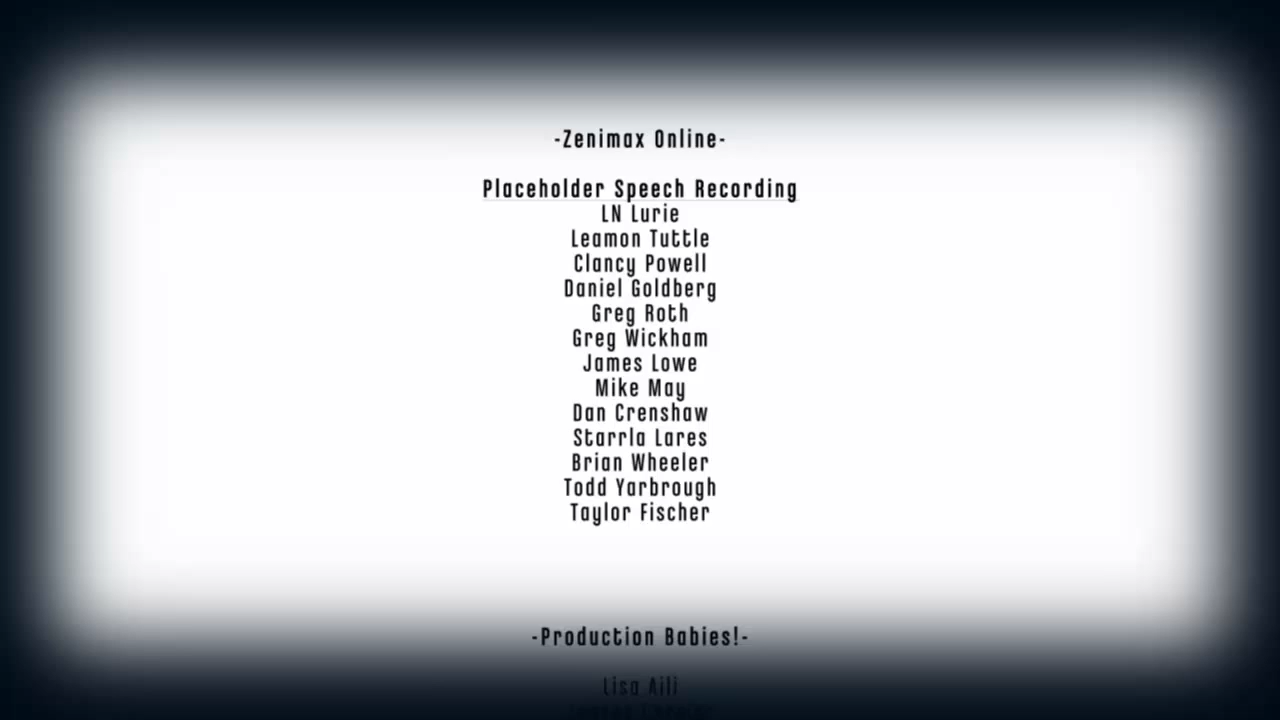 -Zenimax Online-
Placeholder Speech Recording
LN Lurie
Leamon Tuttle
Clancy Powell
Daniel Goldberg
Greg Roth
Greg Wickham
James Lowe
Mike May
Dan Crenshaw
Starrla Lares
Brian Wheeler
Todd Yarbrough
Taylor Fischer
-Production Babies!-
Lisa Aili